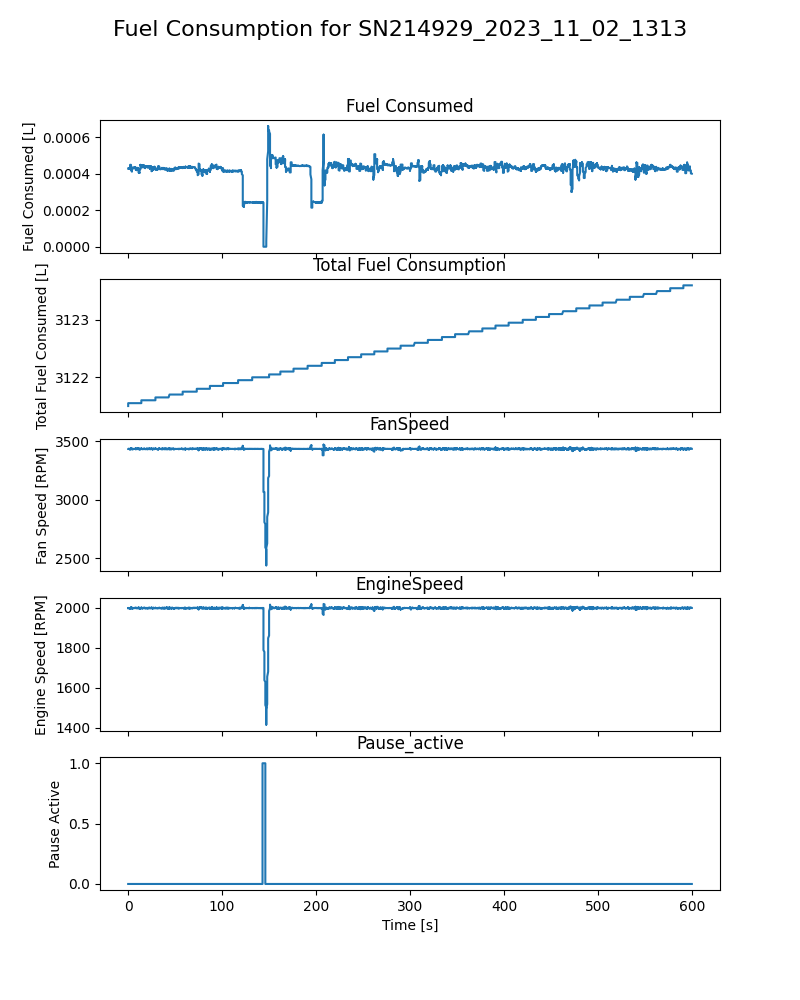 Fuel Consumption for SN214929_2023_11_02_1313
Fuel Consumed
Fuel Consumed [L]
0.0006
0.0004
0.0002
0.0000
Total Fuel Consumption
Total Fuel Consumed [L]
3123
3122
FanSpeed
Fan Speed [RPM]
3500
3000
2500
EngineSpeed
Engine Speed [RPM]
2000
1800
1600
1400
Pause_active
Pause Active
1.0
0.5
0.0
0 100 200 300 400 500 600
Time [s]